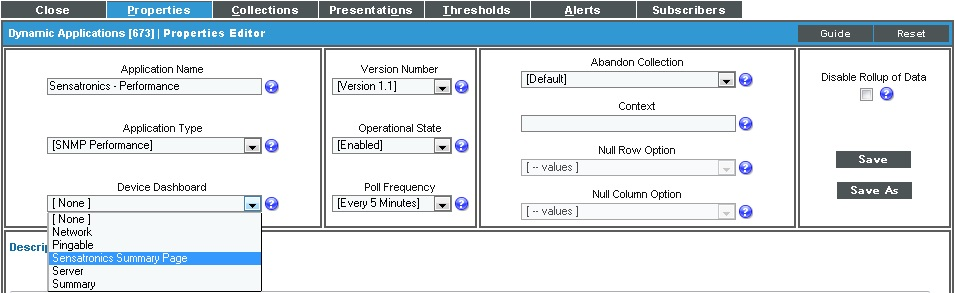 Close Properties Collections Presentations Thresholds Alerts Subscribers
Dynamic Applications [673] | Properties Editor Guide Reset
Application Name
Sensatronics - Performance
Application Type
[SNMP Performance]
Device Dashboard
[ None ]
[ None ]
Network
Pingable
Sensatronics Summary Page
Server
Summary
Version Number
[Version 1.1]
Operational State
[Enabled]
Poll Frequency
[Every 5 Minutes]
Abandon Collection
[Default]
Context
Null Row Option
[ -- values ]
Null Column Option
[ -- values ]
Disable Rollup of Data
Save
Save As
Descrip